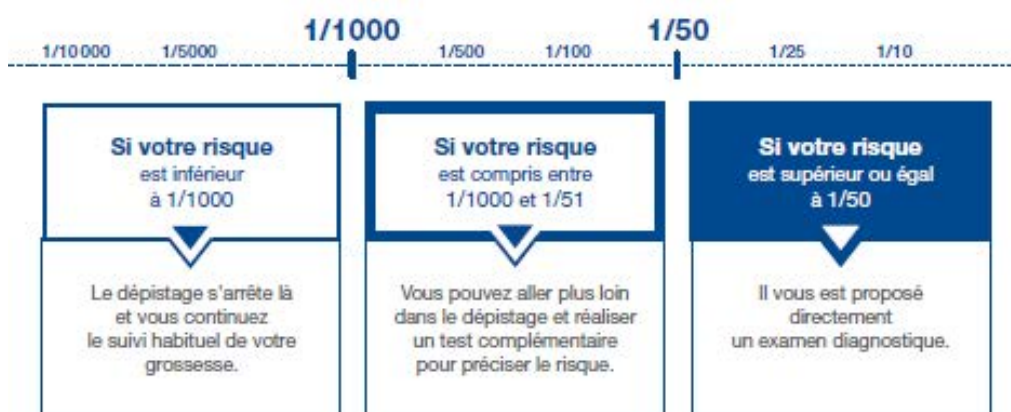 1/10 000 1/5000 1/1000 1/500 1/100 1/50 1/25 1/10
Si votre risque
est inférieur
à 1/1000
Le dépistage s'arrête là
et vous continuez
le suivi habituel de votre
grossesse.
Si votre risque
est compris entre
1/1000 et 1/51
Vous pouvez aller plus loin
dans le dépistage et réaliser
un test complémentaire
pour préciser le risque.
Si votre risque
est supérieur ou égal
à 1/50
Il vous est proposé
directement
un examen diagnostique.